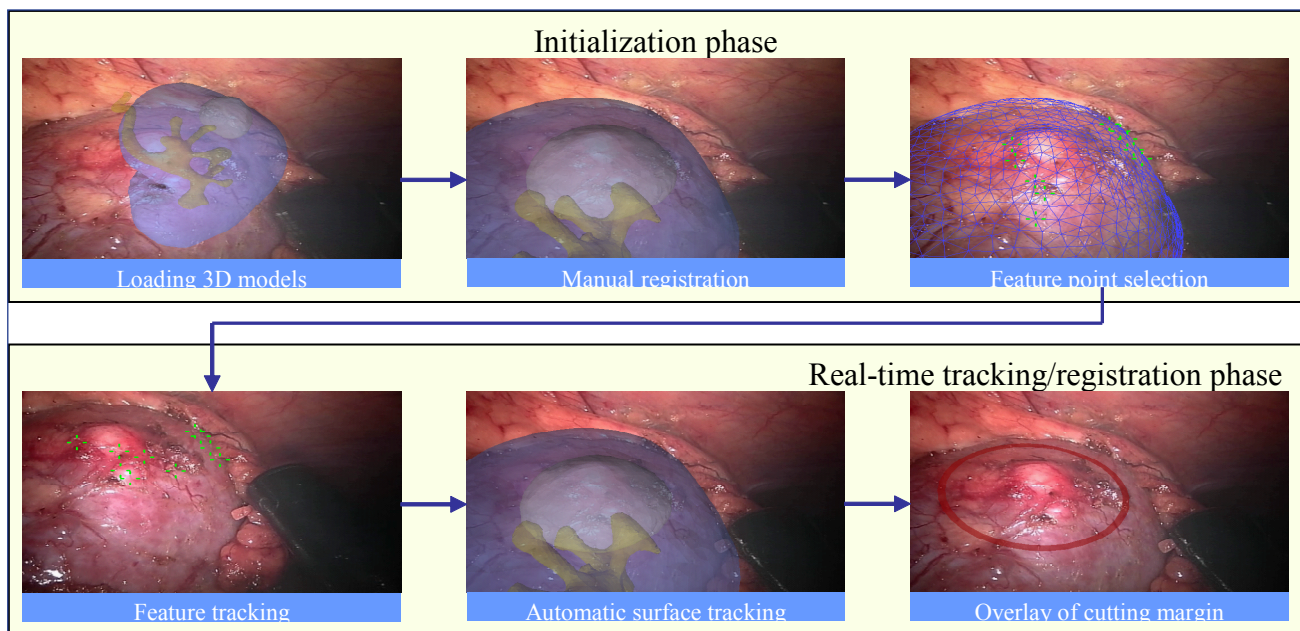 Initialization phase
Loading 3D models
Manual registration
Feature point selection
Real-time tracking/registration phase
Feature tracking
Automatic surface tracking
Overlay of cutting margin